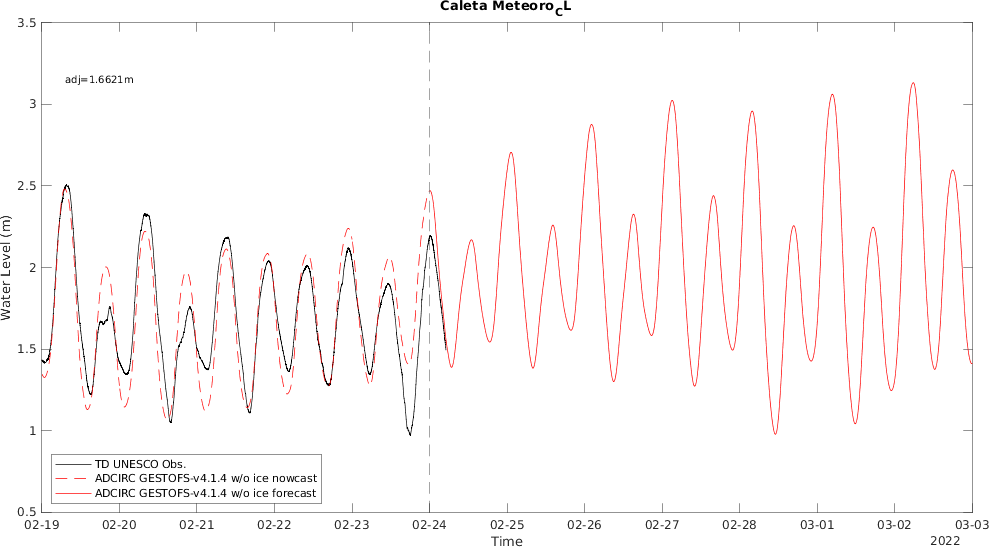 Caleta Meteoro_CL
3.5
adj=1.6621m
3
2.5
2
1.5
1
0.5
Water Level (m)
TD UNESCO Obs.
ADCIRC GESTOFS-v4.1.4 w/o ice nowcast
ADCIRC GESTOFS-v4.1.4 w/o ice forecast
02-19 02-20 02-21 02-22 02-23 02-24 02-25 02-26 02-27 02-28 03-01 03-02 03-03
Time
2022